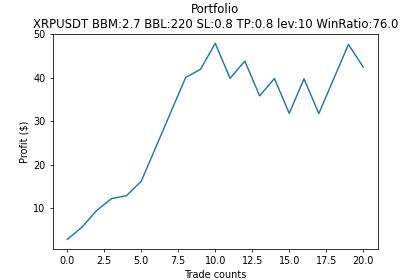 Portfolio
XRPUSDT BBM:2.7 BBL:220 SL:0.8 TP:0.8 lev:10 WinRatio:76.0
50
40
30
20
10
Profit ($)
0.0 2.5 5.0 7.5 10.0 12.5 15.0 17.5 20.0
Trade counts